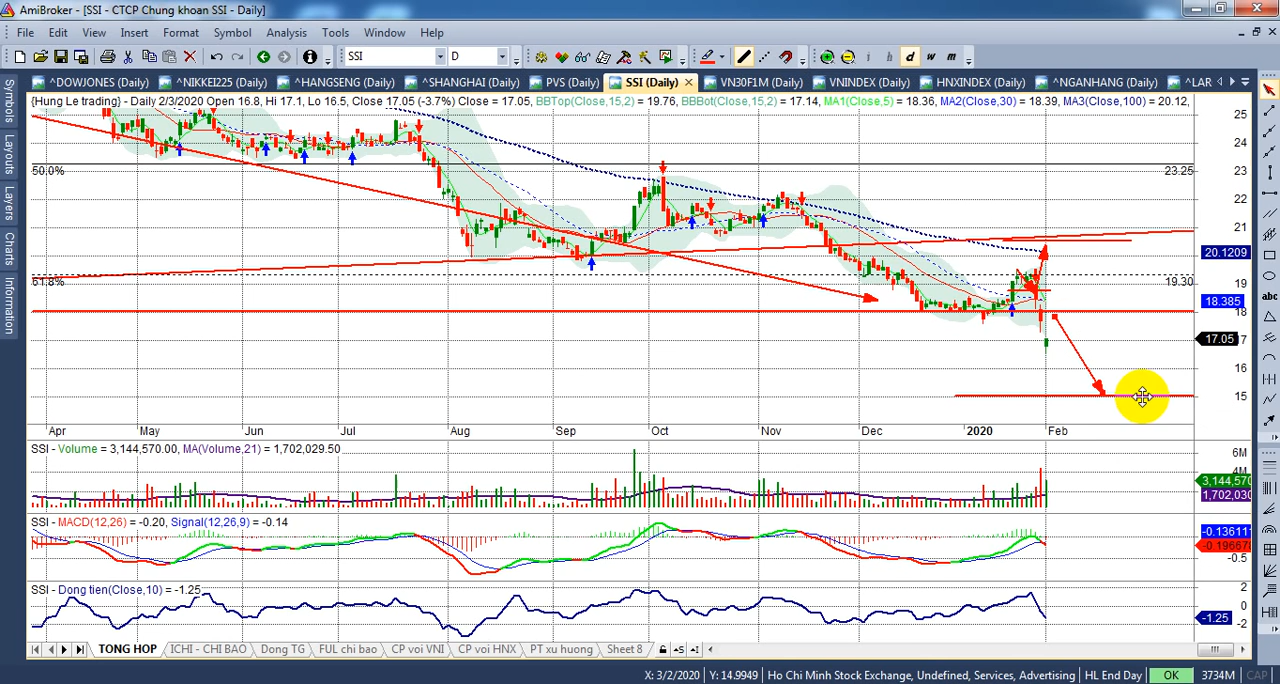 AmiBroker - [SSI - CTCP Chung khoan SSI - Daily]
File Edit View Insert Format Symbol Analysis Tools Window Help
SSI D i h d w m
^DOWJONES (Daily) ^NIKKEI225 (Daily) ^HANGSENG (Daily) ^SHANGHAI (Daily) PVS (Daily) SSI (Daily) VN30F1M (Daily) VNINDEX (Daily) HNXINDEX (Daily) ^NGANHANG (Daily) ^LAR
Symbols
Layouts
Layers
Charts
Information
abc
{Hung Le trading} - Daily 2/3/2020 Open 16.8, Hi 17.1, Lo 16.5, Close 17.05 (-3.7%) Close = 17.05, BBTop(Close,15,2) = 19.76, BBBot(Close,15,2) = 17.14, MA1(Close,5) = 18.36, MA2(Close,30) = 18.39, MA3(Close,100) = 20.12,
25
24
50.0% 23.25
23
22
21
20.1209
61.8% 19.30
19
18.385
18
17.05 17
16
15
Apr May Jun Jul Aug Sep Oct Nov Dec 2020 Feb
SSI - Volume = 3,144,570.00, MA(Volume,21) = 1,702,029.50
6M
4M
3,144,570
1,702,030
SSI - MACD(12,26) = -0.20, Signal(12,26,9) = -0.14
-0.13611
-0.19667
-0.5
SSI - Dong tien(Close,10) = -1.25
2
0
-1.25
-2
TONG HOP ICHI - CHI BAO Dong TG FUL chi bao CP voi VNI CP voi HNX PT xu huong Sheet 8
X: 3/2/2020 Y: 14.9949 Ho Chi Minh Stock Exchange, Undefined, Services, Advertising HL End Day OK 3734M CAP